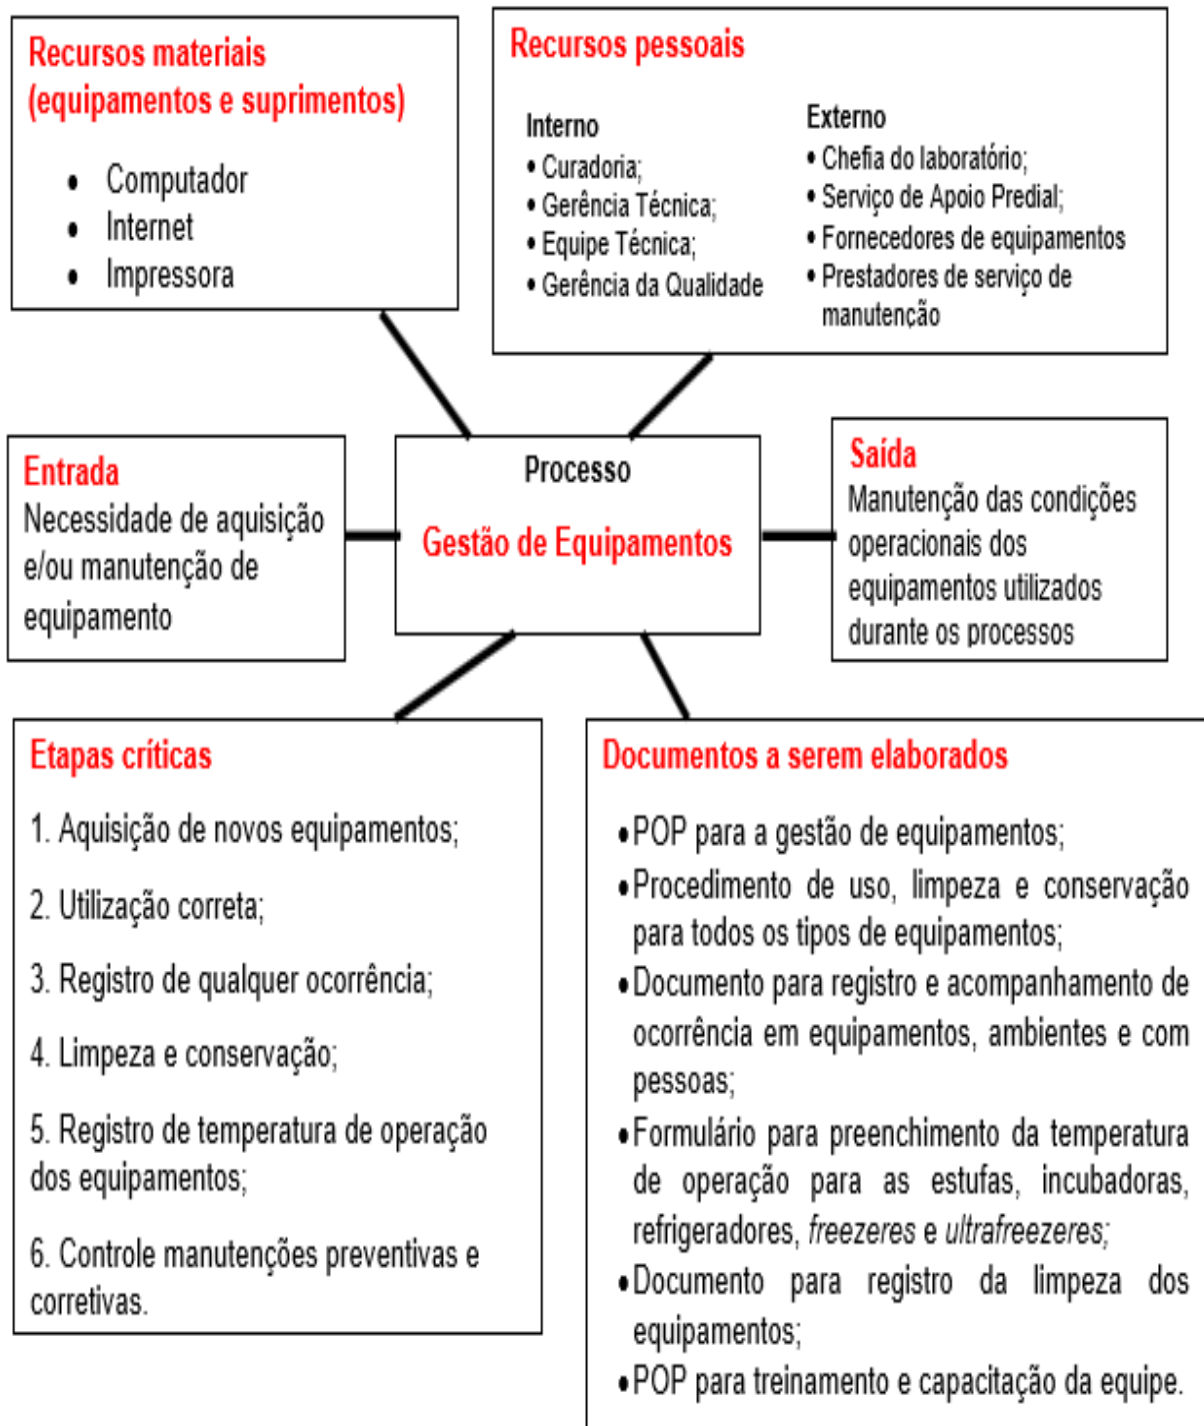 Recursos materiais
(equipamentos e suprimentos)
• Computador
• Internet
• Impressora
Recursos pessoais
Interno
• Curadoria;
• Gerência Técnica;
• Equipe Técnica;
• Gerência da Qualidade
Externo
• Chefia do laboratório;
• Serviço de Apoio Predial;
• Fornecedores de equipamentos
• Prestadores de serviço de
manutenção
Entrada
Necessidade de aquisição
e/ou manutenção de
equipamento
Processo
Gestão de Equipamentos
Saída
Manutenção das condições
operacionais dos
equipamentos utilizados
durante os processos
Etapas críticas
1. Aquisição de novos equipamentos;
2. Utilização correta;
3. Registro de qualquer ocorrência;
4. Limpeza e conservação;
5. Registro de temperatura de operação
dos equipamentos;
6. Controle manutenções preventivas e
corretivas.
Documentos a serem elaborados
• POP para a gestão de equipamentos;
• Procedimento de uso, limpeza e conservação
para todos os tipos de equipamentos;
• Documento para registro e acompanhamento de
ocorrência em equipamentos, ambientes e com
pessoas;
• Formulário para preenchimento da temperatura
de operação para as estufas, incubadoras,
refrigeradores, freezeres e ultrafreezeres;
• Documento para registro da limpeza dos
equipamentos;
• POP para treinamento e capacitação da equipe.